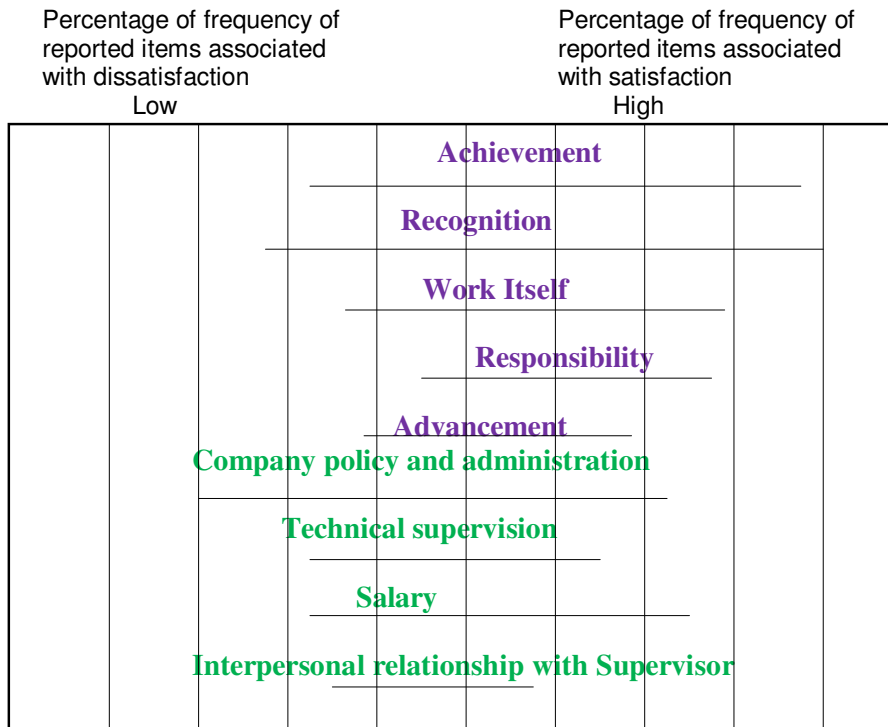 Percentage of frequency of
reported items associated
with dissatisfaction
Low
Percentage of frequency of
reported items associated
with satisfaction
High
Achievement
Recognition
Work Itself
Responsibility
Advancement
Company policy and administration
Technical supervision
Salary
Interpersonal relationship with Supervisor